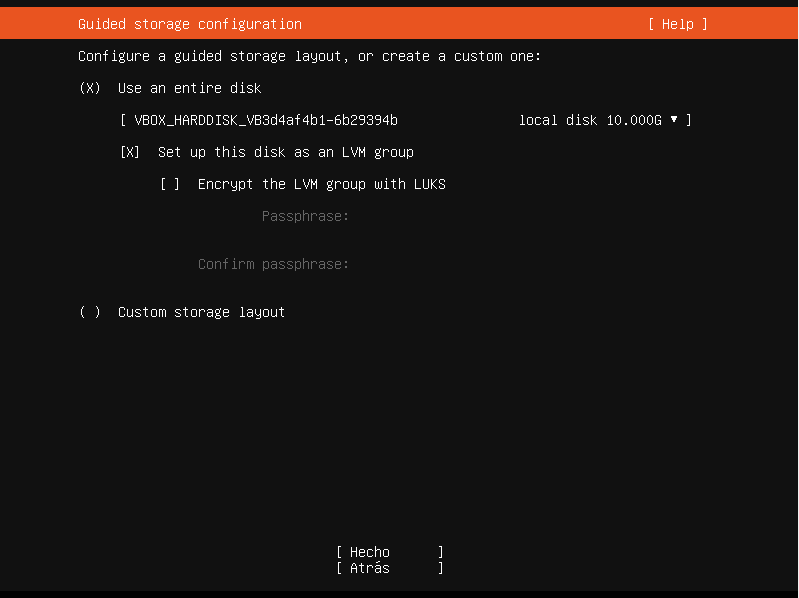 Guided storage configuration [ Help ]
Configure a guided storage layout, or create a custom one:
(X) Use an entire disk
[ VBOX_HARDDISK_VB3d4af4b1-6b29394b local disk 10.000G ▼ ]
[X] Set up this disk as an LVM group
[ ] Encrypt the LVM group with LUKS
Passphrase:
Confirm passphrase:
( ) Custom storage layout
[ Hecho ]
[ Atrás ]